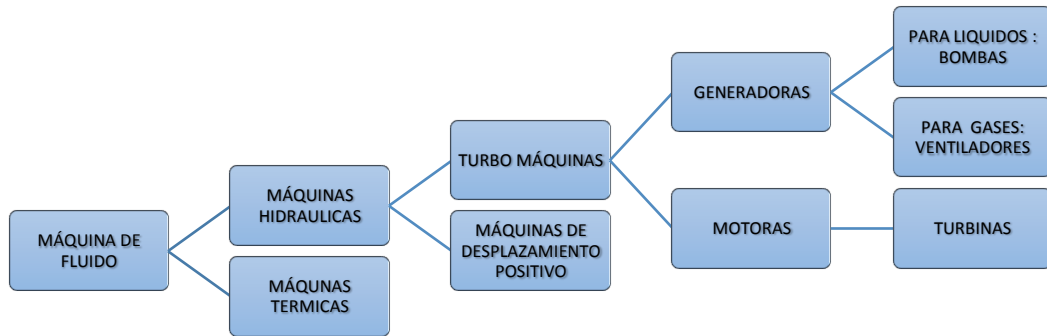 MÁQUINA DE
FLUIDO
MÁQUINAS
HIDRAULICAS
MÁQUNAS
TERMICAS
TURBO MÁQUINAS
MÁQUINAS DE
DESPLAZAMIENTO
POSITIVO
GENERADORAS
MOTORAS
PARA LIQUIDOS :
BOMBAS
PARA GASES:
VENTILADORES
TURBINAS